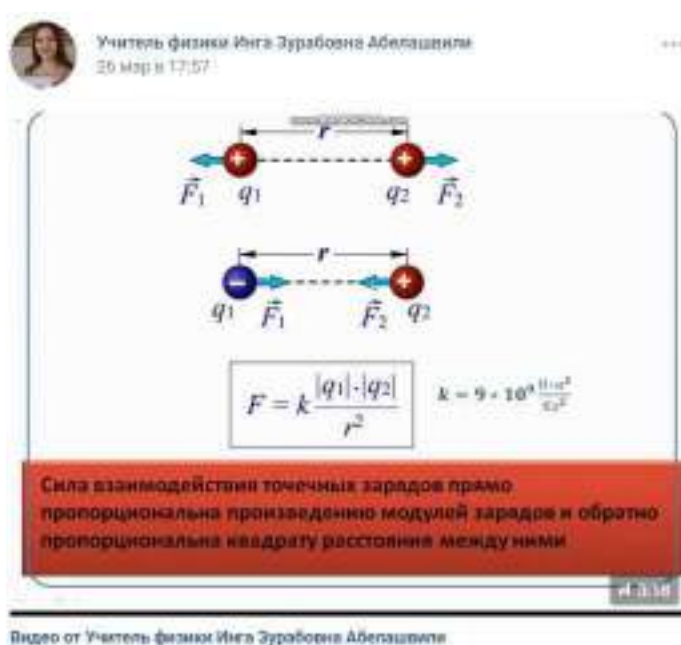 Учитель физики Инга Зурабовна Абелашвили
26 мар в 17:57
r
+ +
F₁ q1 q2 F₂
r
− +
q1 F₁ F₂ q2
F = k |q1|·|q2| / r²
k = 9 * 10⁹
Сила взаимодействия точечных зарядов прямо
пропорциональна произведению модулей зарядов и обратно
пропорциональна квадрату расстояния между ними
Видео от Учитель физики Инга Зурабовна Абелашвили